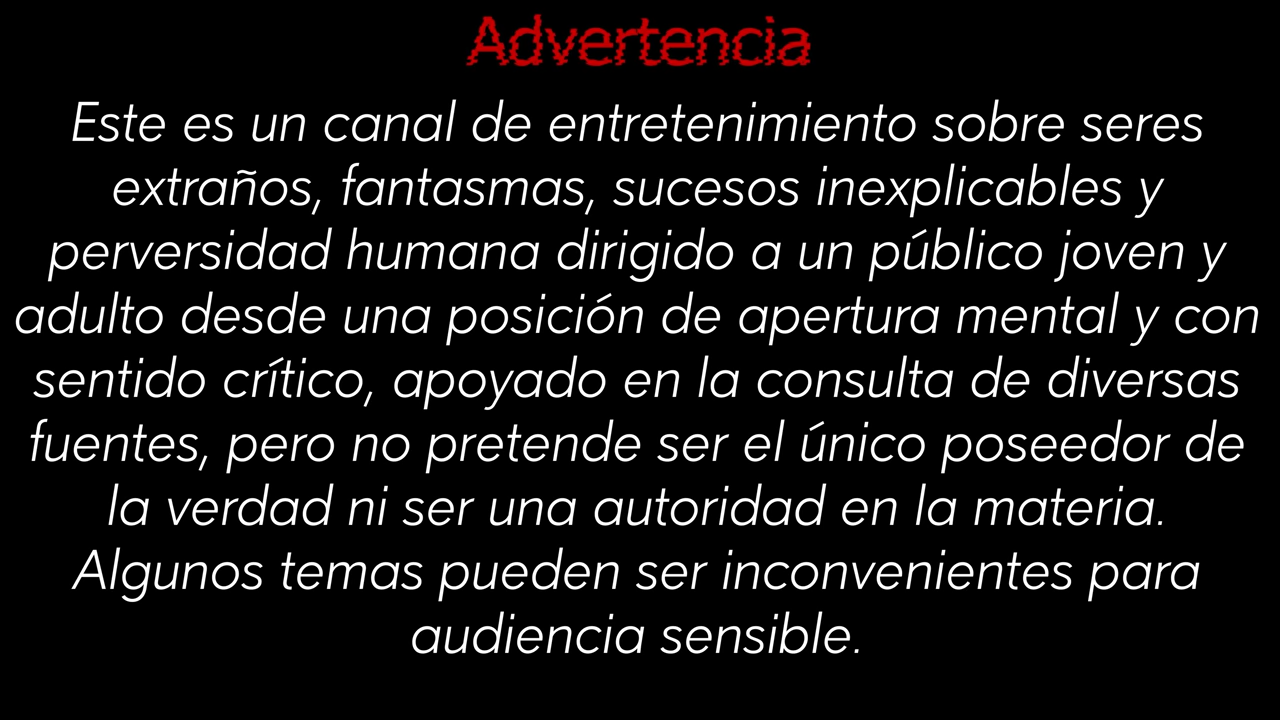 Advertencia
Este es un canal de entretenimiento sobre seres
extraños, fantasmas, sucesos inexplicables y
perversidad humana dirigido a un público joven y
adulto desde una posición de apertura mental y con
sentido crítico, apoyado en la consulta de diversas
fuentes, pero no pretende ser el único poseedor de
la verdad ni ser una autoridad en la materia.
Algunos temas pueden ser inconvenientes para
audiencia sensible.